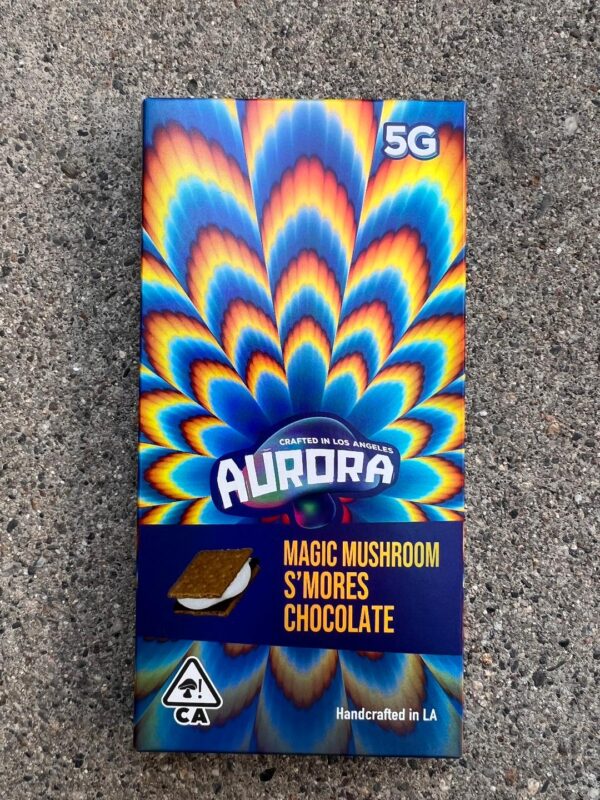 5G
CRAFTED IN LOS ANGELES
AURORA
MAGIC MUSHROOM
S'MORES
CHOCOLATE
!
CA
Handcrafted in LA